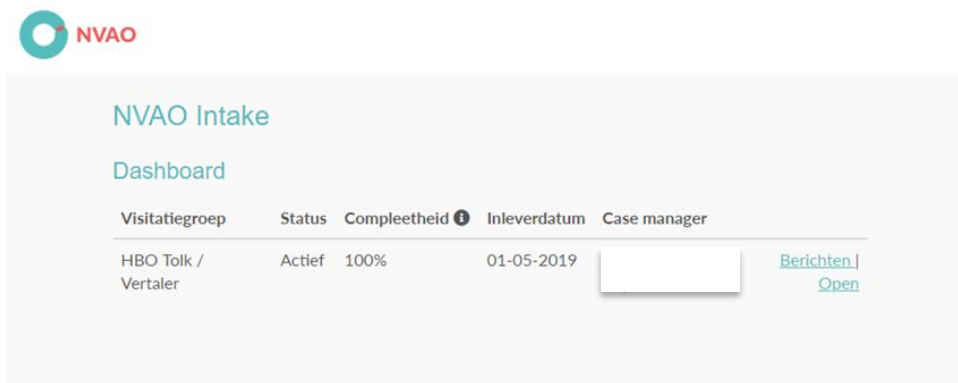 NVAO
NVAO Intake
Dashboard
Visitatiegroep Status Compleetheid Inleverdatum Case manager
HBO Tolk / Actief 100% 01-05-2019 Berichten |
Vertaler Open